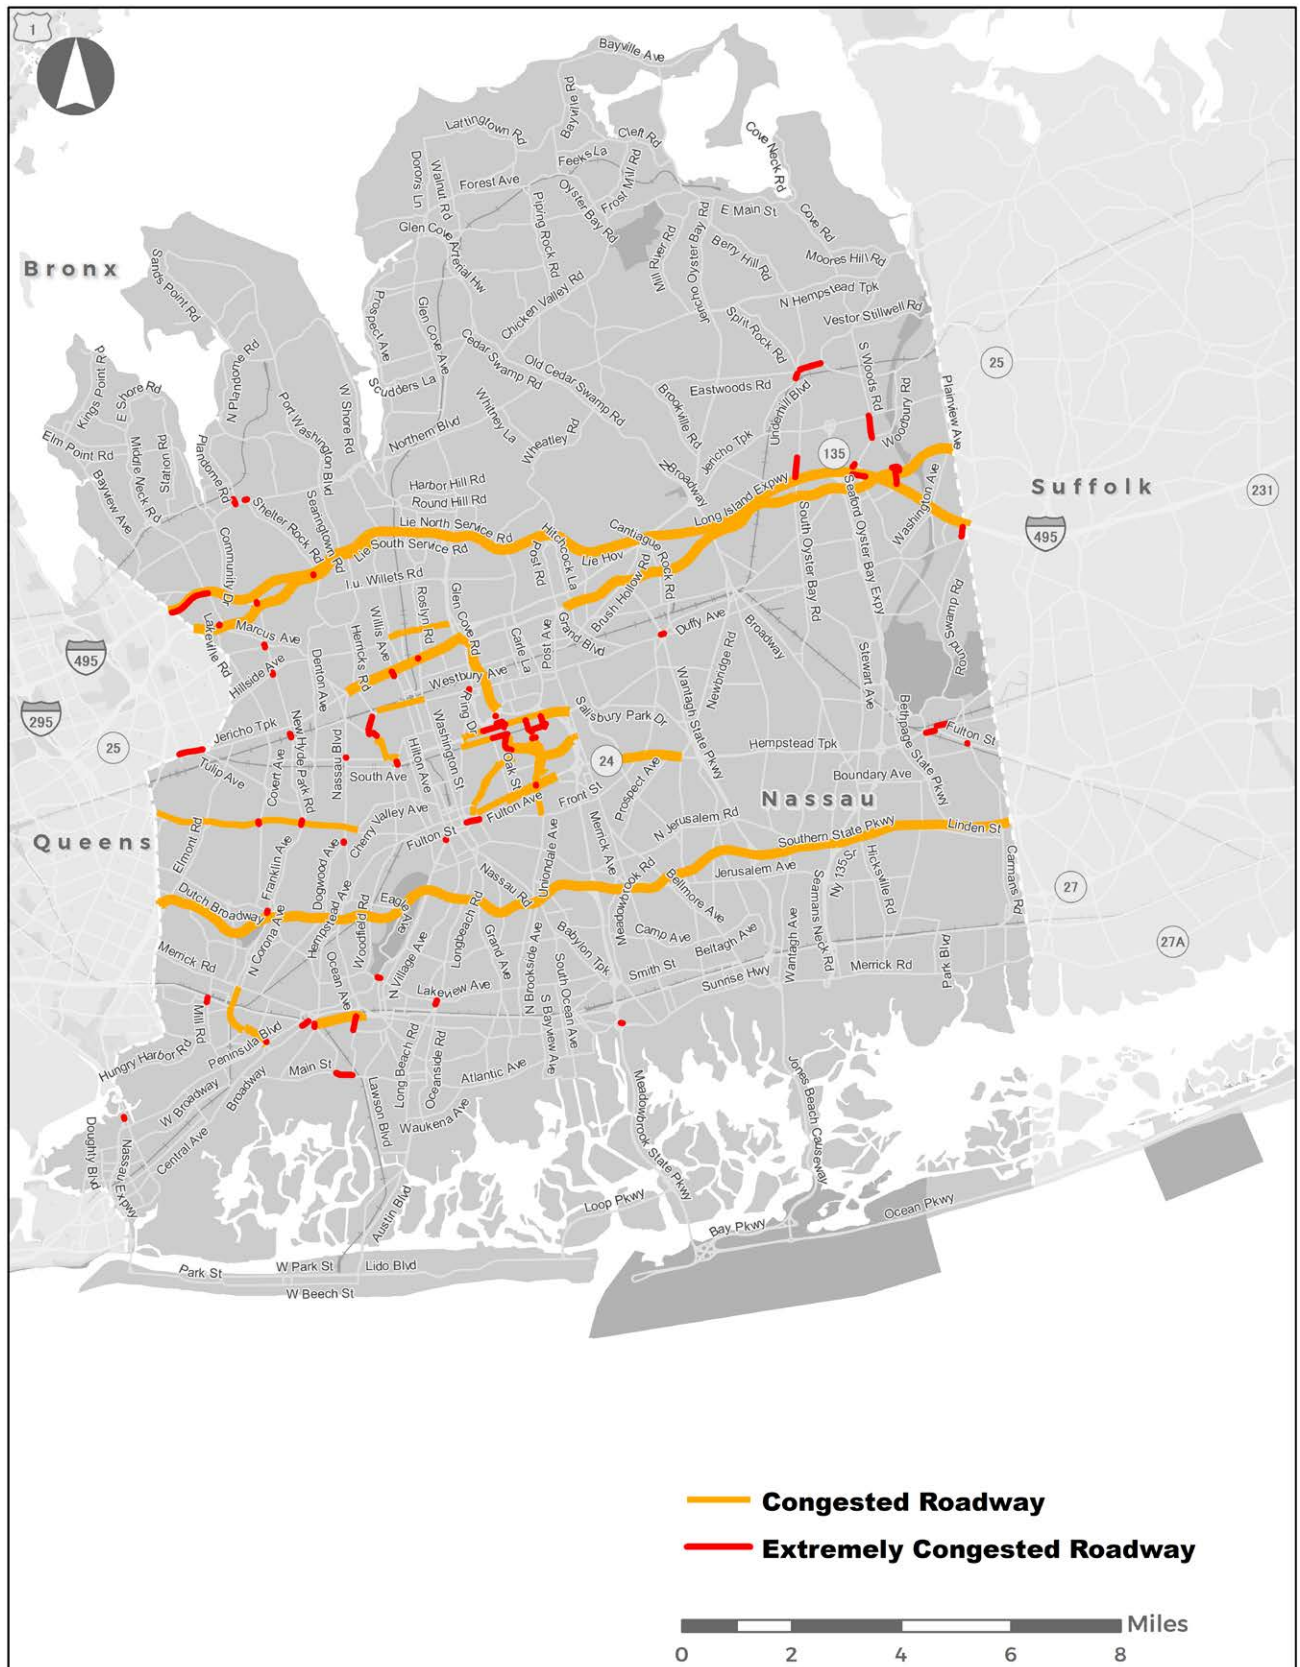 1
Bayville Ave
Bayville Rd
Lattingtown Rd
Cleft Rd
Cove Neck Rd
Feeks La
Dorons Ln
Walnut Rd
Forest Ave
Frost Mill Rd
Oyster Bay Rd
Piping Rock Rd
E Main St
Cove Rd
Glen Cove Arterial Hw
Mill River Rd
Jericho Oyster Bay Rd
Berry Hill Rd
Moores Hill Rd
Bronx
Sands Point Rd
N Hempstead Tpk
Chicken Valley Rd
Prospect Ave
Glen Cove Ave
Split Rock Rd
Vestor Stillwell Rd
Cedar Swamp Rd
Old Cedar Swamp Rd
Kings Point R
E Shore Rd
N Plandome Rd
Scudders La
S Woods Rd
25
Eastwoods Rd
Underhill Blvd
Woodbury Rd
Plainview Ave
W Shore Rd
Port Washington Blvd
Whitney La
Brookville Rd
Elm Point Rd
Middle Neck Rd
Station Rd
Plandome Rd
Northern Blvd
Wheatley Rd
Jericho Tpk
135
Bayview Ave
N Broadway
Suffolk
231
Harbor Hill Rd
Round Hill Rd
Shelter Rock Rd
Searingtown Rd
Long Island Expwy
Washington Ave
Seaford Oyster Bay Expy
South Oyster Bay Rd
Lie North Service Rd
Hitchcock La
Cantiague Rock Rd
495
Community Dr
Lie South Service Rd
Post Rd
Lie Hov
I.u. Willets Rd
Brush Hollow Rd
Roslyn Rd
Glen Cove Rd
Round Swamp Rd
Lakeville Rd
Marcus Ave
Willis Ave
Herricks Rd
Carle La
Post Ave
Grand Blvd
Duffy Ave
Broadway
495
Hillside Ave
Denton Ave
Westbury Ave
Wantagh State Pkwy
Newbridge Rd
Stewart Ave
295
Ring Dr
Salisbury Park Dr
Bethpage State Pkwy
25
Jericho Tpk
New Hyde Park Rd
Nassau Blvd
Hilton Ave
Washington St
Fulton St
Hempstead Tpk
Tulip Ave
Covert Ave
South Ave
Oak St
24
Prospect Ave
Boundary Ave
Nassau
Front St
Fulton Ave
Cherry Valley Ave
Queens
Elmont Rd
Franklin Ave
Dogwood Ave
Fulton St
Uniondale Ave
Merrick Ave
N Jerusalem Rd
Southern State Pkwy
Linden St
Jerusalem Ave
Ny 135 Sr
Hicksville Rd
Carmans Rd
27
Dutch Broadway
Hempstead Ave
Eagle Ave
Nassau Rd
Meadowbrook Rd
Bellmore Ave
Seamans Neck Rd
N Corona Ave
Woodfield Rd
Longbeach Rd
Grand Ave
N Brookside Ave
Babylon Tpk
Camp Ave
Beltagh Ave
Wantagh Ave
27A
Merrick Rd
Ocean Ave
N Village Ave
South Ocean Ave
Smith St
Sunrise Hwy
Merrick Rd
Park Blvd
Lakeview Ave
S Bayview Ave
Mill Rd
Peninsula Blvd
Hungry Harbor Rd
Main St
Long Beach Rd
Oceanside Rd
Atlantic Ave
W Broadway
Broadway
Lawson Blvd
Waukena Ave
Meadowbrook State Pkwy
Jones Beach Causeway
Doughty Blvd
Nassau Expwy
Central Ave
Austin Blvd
Loop Pkwy
Bay Pkwy
Ocean Pkwy
Park St
W Park St
Lido Blvd
W Beech St
Congested Roadway
Extremely Congested Roadway
Miles
0 2 4 6 8